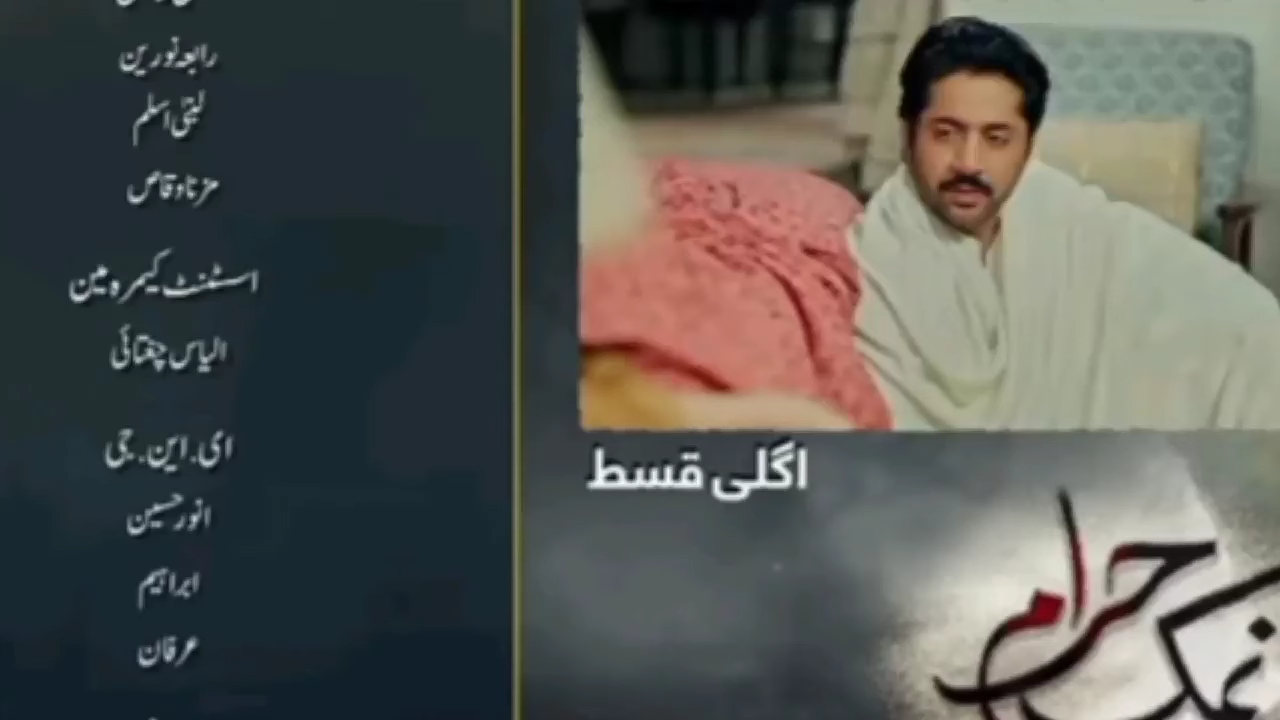 رابعہ نورین
لبنیٰ اسلم
مزنا وقاص
اسسٹنٹ کیمرہ مین
الیاس چغتائی
ای۔ این۔ جی
انور حسین
ابراہیم
عرفان
اگلی قسط
نمک حرام